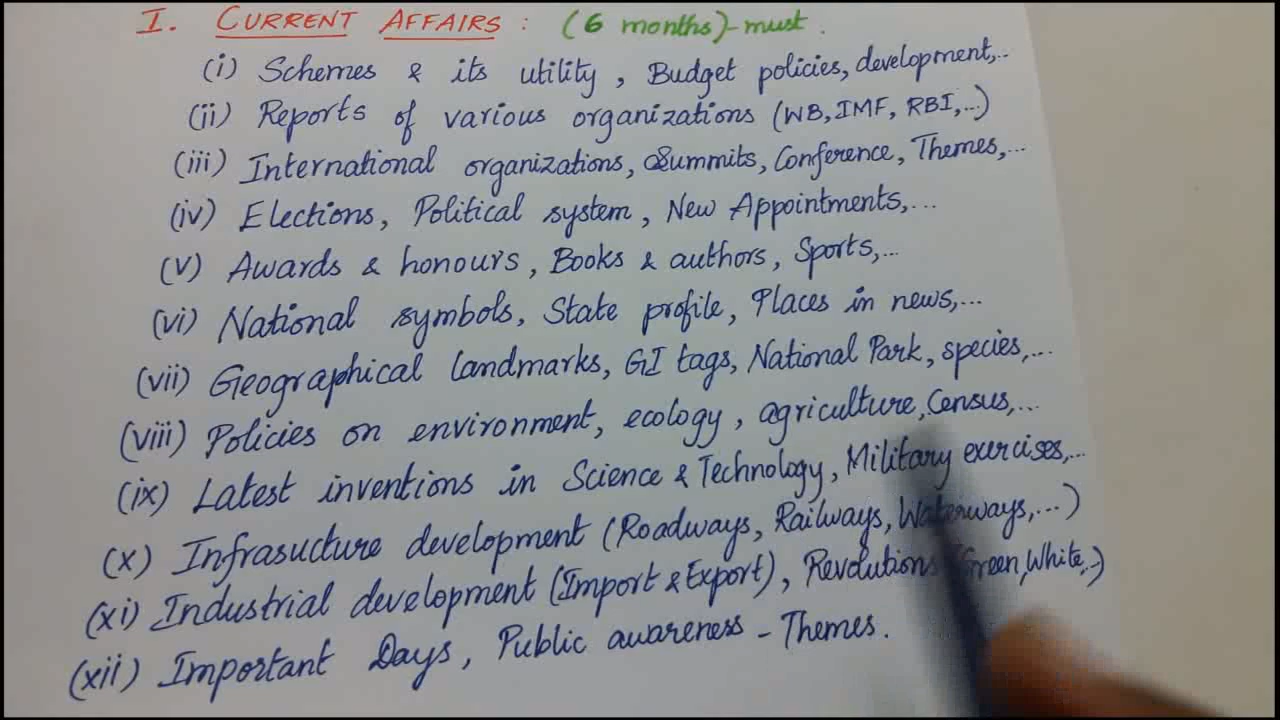 I. CURRENT AFFAIRS : (6 months)-must.
(i) Schemes & its utility, Budget policies, development,..
(ii) Reports of various organizations (WB, IMF, RBI,...)
(iii) International organizations, Summits, Conference, Themes,...
(iv) Elections, Political system, New Appointments,...
(v) Awards & honours, Books & authors, Sports,...
(vi) National symbols, State profile, Places in news,...
(vii) Geographical landmarks, GI tags, National Park, species,...
(viii) Policies on environment, ecology, agriculture, Census,...
(ix) Latest inventions in Science & Technology, Military exercises,...
(x) Infrasucture development (Roadways, Railways, Waterways,...)
(xi) Industrial development (Import & Export), Revolutions (Green, White,..)
(xii) Important Days, Public awareness - Themes.